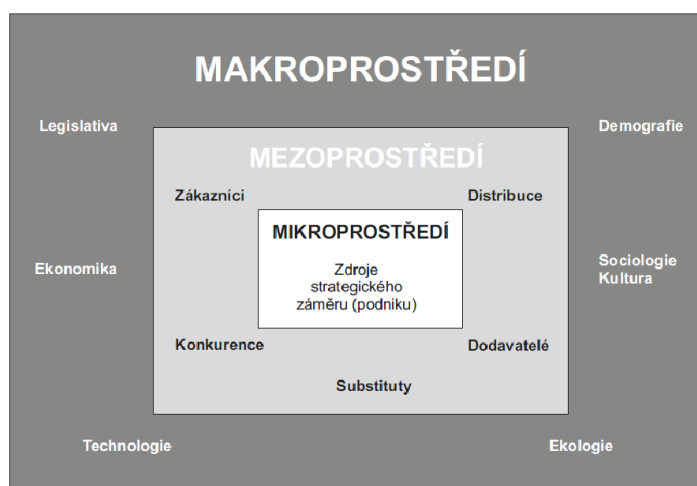 MAKROPROSTŘEDÍ
Legislativa
Demografie
MEZOPROSTŘEDÍ
Zákazníci
Distribuce
MIKROPROSTŘEDÍ
Zdroje
strategického
záměru (podniku)
Ekonomika
Sociologie
Kultura
Konkurence
Dodavatelé
Substituty
Technologie
Ekologie